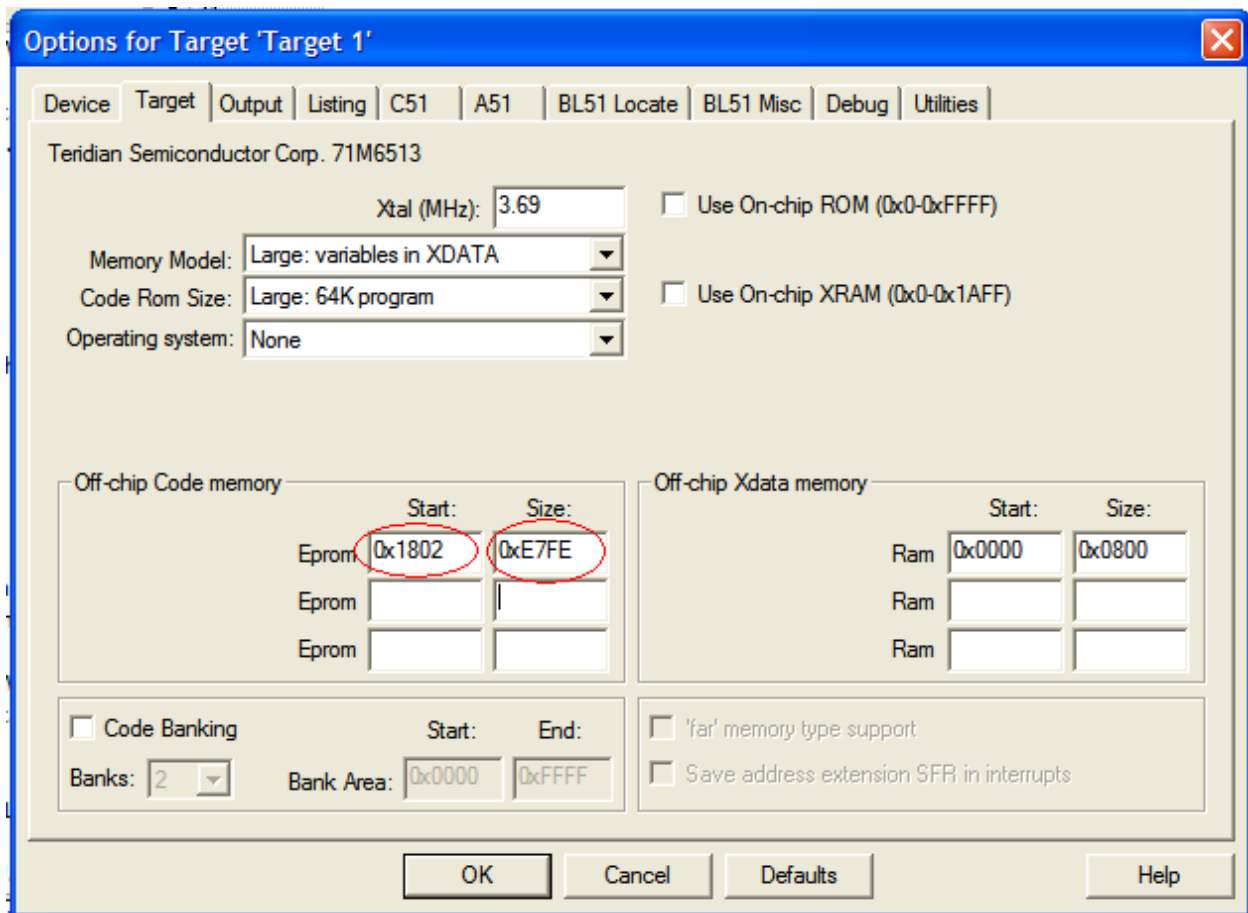 Options for Target 'Target 1'
Device Target Output Listing C51 A51 BL51 Locate BL51 Misc Debug Utilities
Teridian Semiconductor Corp. 71M6513
Xtal (MHz): 3.69
Use On-chip ROM (0x0-0xFFFF)
Memory Model: Large: variables in XDATA
Code Rom Size: Large: 64K program
Use On-chip XRAM (0x0-0x1AFF)
Operating system: None
Off-chip Code memory
Start: Size:
Eprom 0x1802 0xE7FE
Eprom
Eprom
Off-chip Xdata memory
Start: Size:
Ram 0x0000 0x0800
Ram
Ram
Code Banking Start: End:
Banks: 2 Bank Area: 0x0000 0xFFFF
'far' memory type support
Save address extension SFR in interrupts
OK Cancel Defaults Help